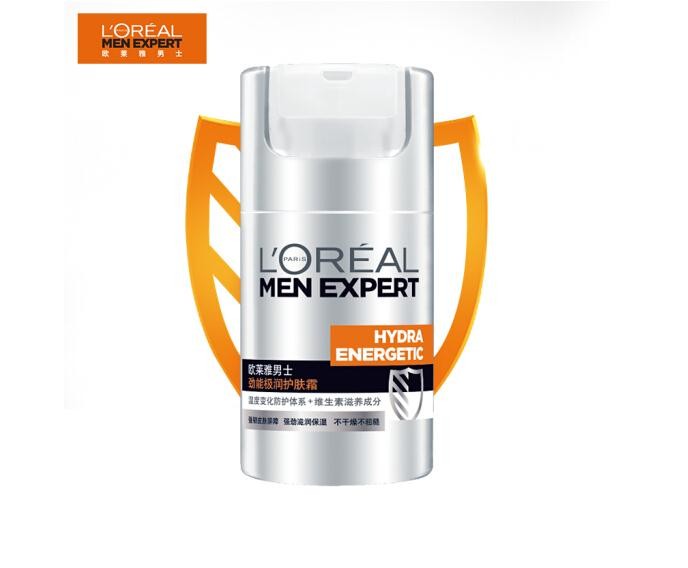 L'ORÉAL
MEN EXPERT
欧莱雅男士
L'ORÉAL
PARIS
MEN EXPERT
HYDRA
ENERGETIC
欧莱雅男士
劲能极润护肤霜
温度变化防护体系+维生素滋养成分
强韧皮肤屏障 强劲滋润保湿 不干燥不粗糙